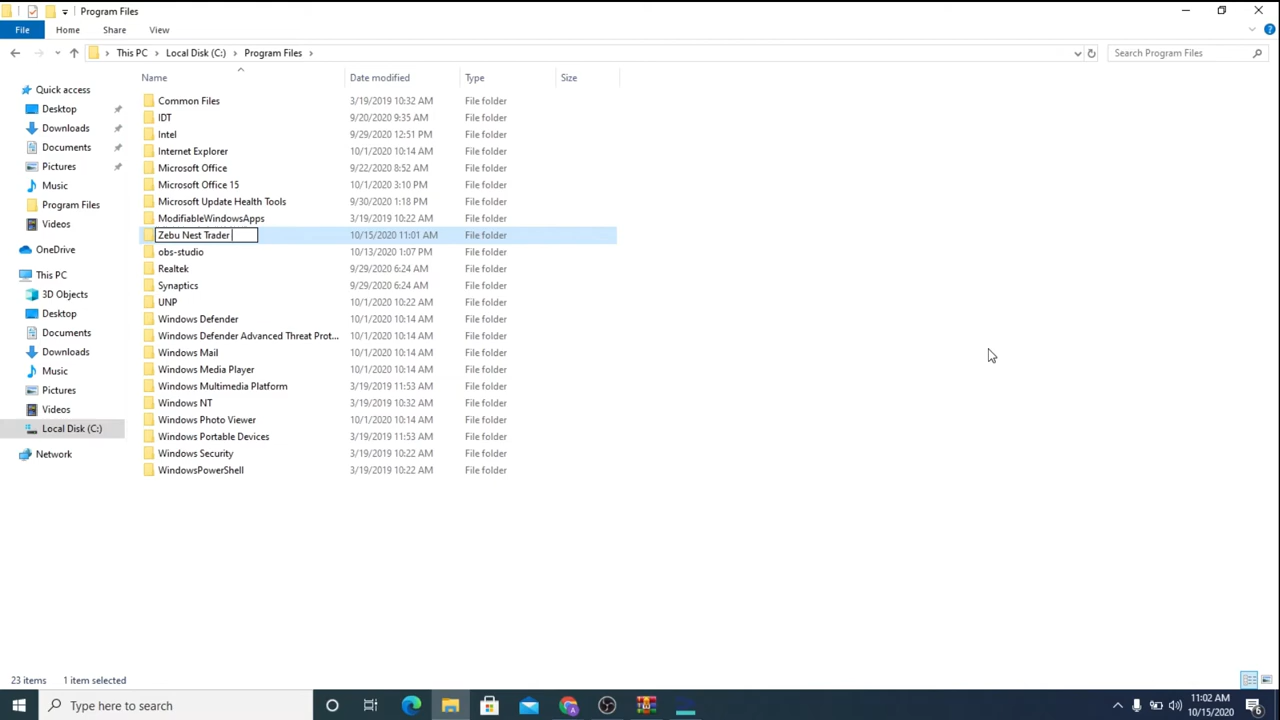 Program Files
File Home Share View
This PC Local Disk (C:) Program Files Search Program Files
Name Date modified Type Size
Quick access
Desktop
Downloads
Documents
Pictures
Music
Program Files
Videos
OneDrive
This PC
3D Objects
Desktop
Documents
Downloads
Music
Pictures
Videos
Local Disk (C:)
Network
Common Files 3/19/2019 10:32 AM File folder
IDT 9/20/2020 9:35 AM File folder
Intel 9/29/2020 12:51 PM File folder
Internet Explorer 10/1/2020 10:14 AM File folder
Microsoft Office 9/22/2020 8:52 AM File folder
Microsoft Office 15 10/1/2020 3:10 PM File folder
Microsoft Update Health Tools 9/30/2020 1:18 PM File folder
ModifiableWindowsApps 3/19/2019 10:22 AM File folder
Zebu Nest Trader 10/15/2020 11:01 AM File folder
obs-studio 10/13/2020 1:07 PM File folder
Realtek 9/29/2020 6:24 AM File folder
Synaptics 9/29/2020 6:24 AM File folder
UNP 10/1/2020 10:22 AM File folder
Windows Defender 10/1/2020 10:14 AM File folder
Windows Defender Advanced Threat Prot... 10/1/2020 10:14 AM File folder
Windows Mail 10/1/2020 10:14 AM File folder
Windows Media Player 10/1/2020 10:14 AM File folder
Windows Multimedia Platform 3/19/2019 11:53 AM File folder
Windows NT 3/19/2019 10:32 AM File folder
Windows Photo Viewer 10/1/2020 10:14 AM File folder
Windows Portable Devices 3/19/2019 11:53 AM File folder
Windows Security 3/19/2019 10:22 AM File folder
WindowsPowerShell 3/19/2019 10:22 AM File folder
23 items 1 item selected
Type here to search
11:02 AM
10/15/2020
6